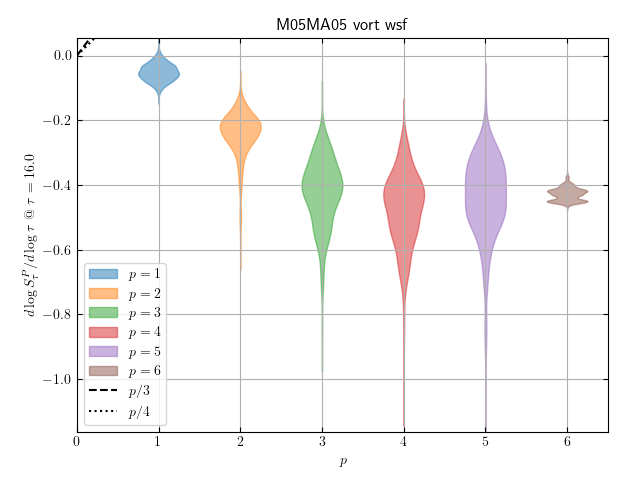 M05MA05 vort wsf
d log S_τ^P / d log τ @ τ = 16.0
0.0
−0.2
−0.4
−0.6
−0.8
−1.0
p = 1
p = 2
p = 3
p = 4
p = 5
p = 6
p/3
p/4
0 1 2 3 4 5 6
p